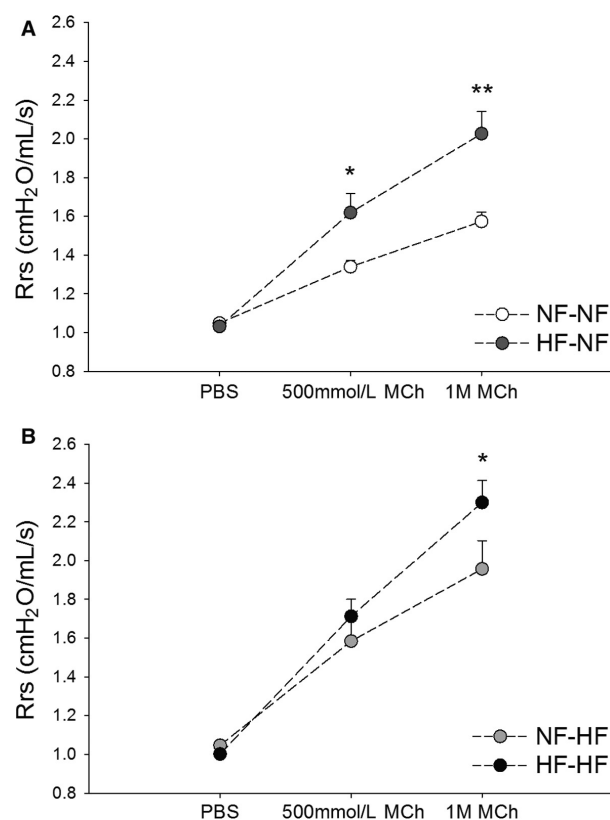 A
2.6
2.4
2.2
2.0
1.8
1.6
1.4
1.2
1.0
0.8
Rrs (cmH₂O/mL/s)
*
**
NF-NF
HF-NF
PBS 500mmol/L MCh 1M MCh
B
2.6
2.4
2.2
2.0
1.8
1.6
1.4
1.2
1.0
0.8
Rrs (cmH₂O/mL/s)
*
NF-HF
HF-HF
PBS 500mmol/L MCh 1M MCh